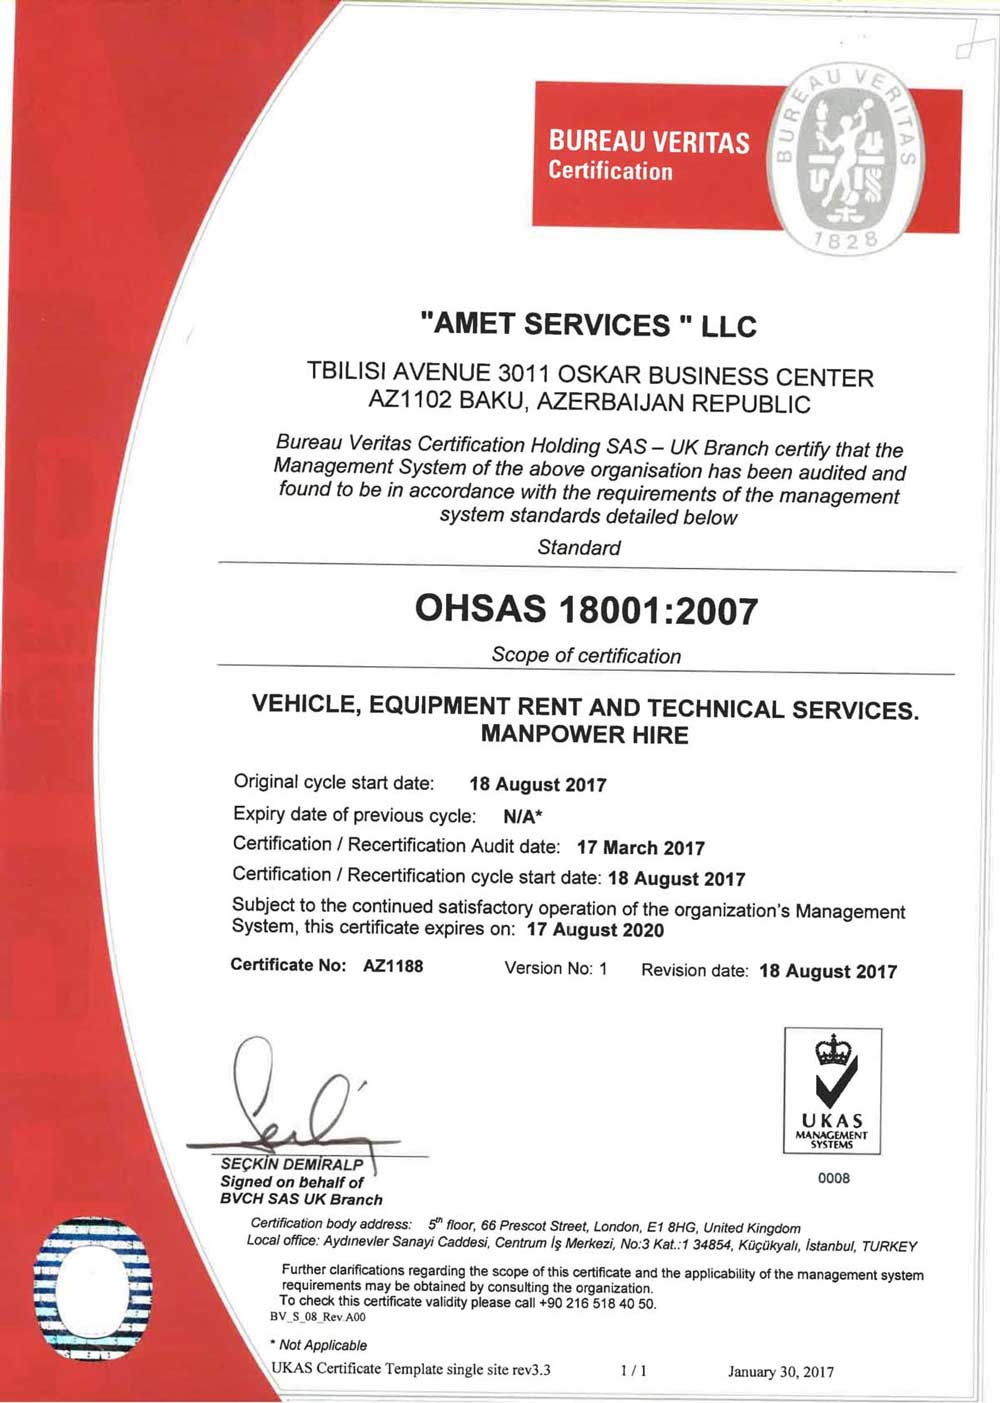 BUREAU VERITAS
Certification
BUREAU VERITAS
1828
"AMET SERVICES " LLC
TBILISI AVENUE 3011 OSKAR BUSINESS CENTER
AZ1102 BAKU, AZERBAIJAN REPUBLIC
Bureau Veritas Certification Holding SAS – UK Branch certify that the
Management System of the above organisation has been audited and
found to be in accordance with the requirements of the management
system standards detailed below
Standard
OHSAS 18001:2007
Scope of certification
VEHICLE, EQUIPMENT RENT AND TECHNICAL SERVICES.
MANPOWER HIRE
Original cycle start date: 18 August 2017
Expiry date of previous cycle: N/A*
Certification / Recertification Audit date: 17 March 2017
Certification / Recertification cycle start date: 18 August 2017
Subject to the continued satisfactory operation of the organization's Management
System, this certificate expires on: 17 August 2020
Certificate No: AZ1188 Version No: 1 Revision date: 18 August 2017
UKAS
MANAGEMENT
SYSTEMS
0008
SEÇKİN DEMİRALP
Signed on behalf of
BVCH SAS UK Branch
Certification body address: 5th floor, 66 Prescot Street, London, E1 8HG, United Kingdom
Local office: Aydınevler Sanayi Caddesi, Centrum İş Merkezi, No:3 Kat.:1 34854, Küçükyalı, İstanbul, TURKEY
Further clarifications regarding the scope of this certificate and the applicability of the management system
requirements may be obtained by consulting the organization.
To check this certificate validity please call +90 216 518 40 50.
BV_S_08_Rev.A00
* Not Applicable
UKAS Certificate Template single site rev3.3 1 / 1 January 30, 2017